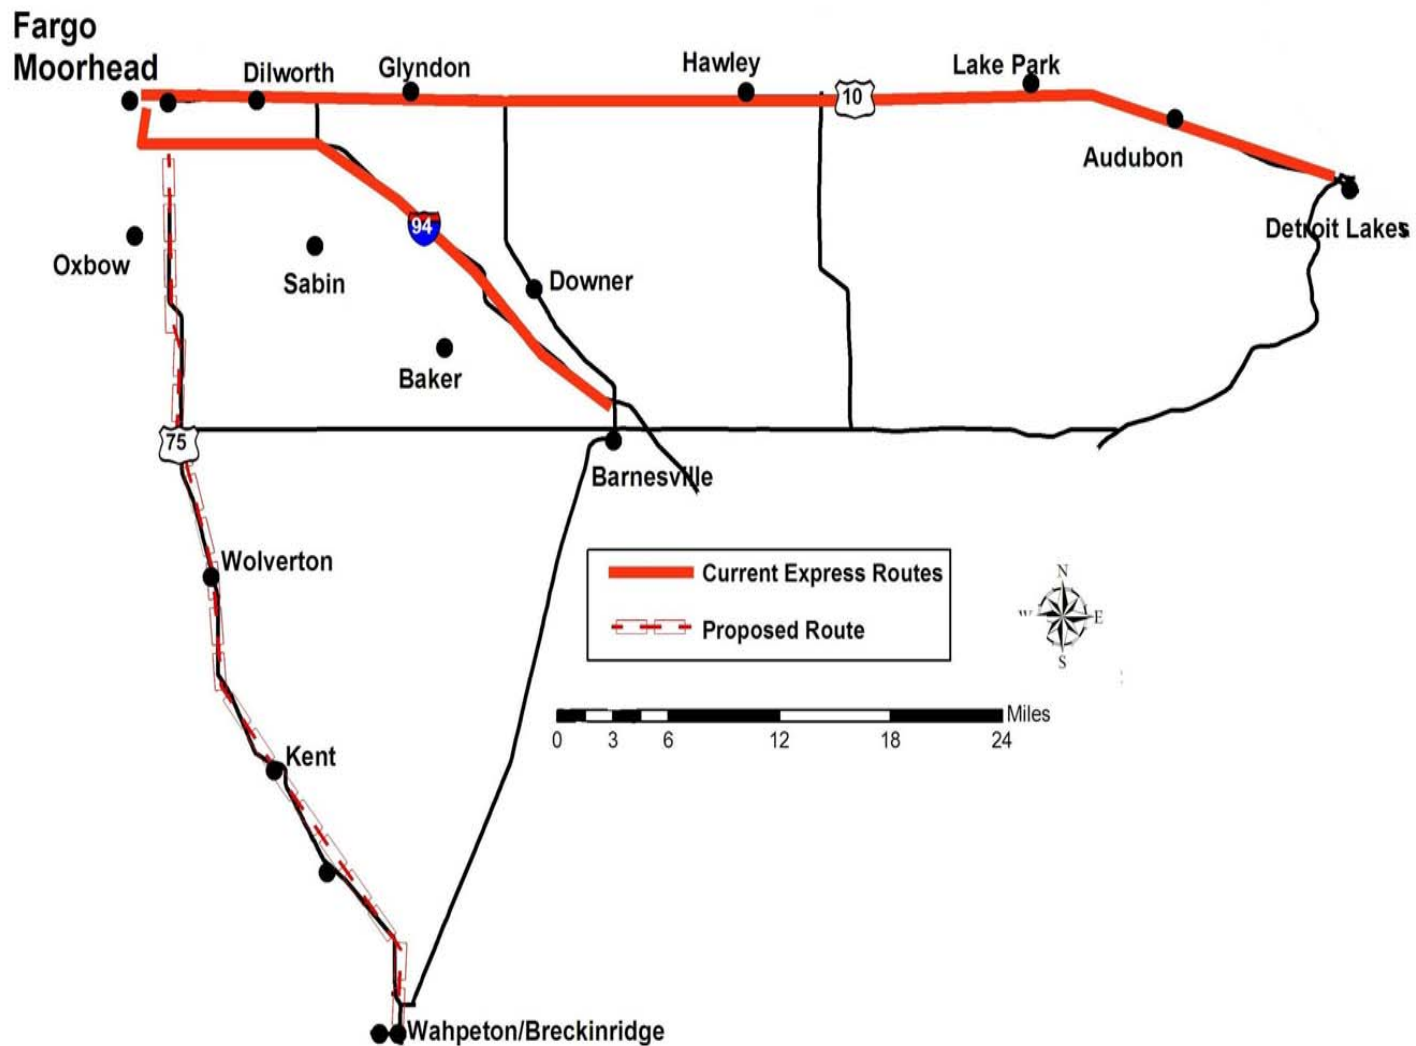 Fargo
Moorhead
Dilworth
Glyndon
Hawley
Lake Park
10
Audubon
Detroit Lakes
94
Oxbow
Sabin
Downer
Baker
75
Barnesville
Wolverton
Current Express Routes
Proposed Route
N
W
E
S
Kent
Miles
0 3 6 12 18 24
Wahpeton/Breckinridge